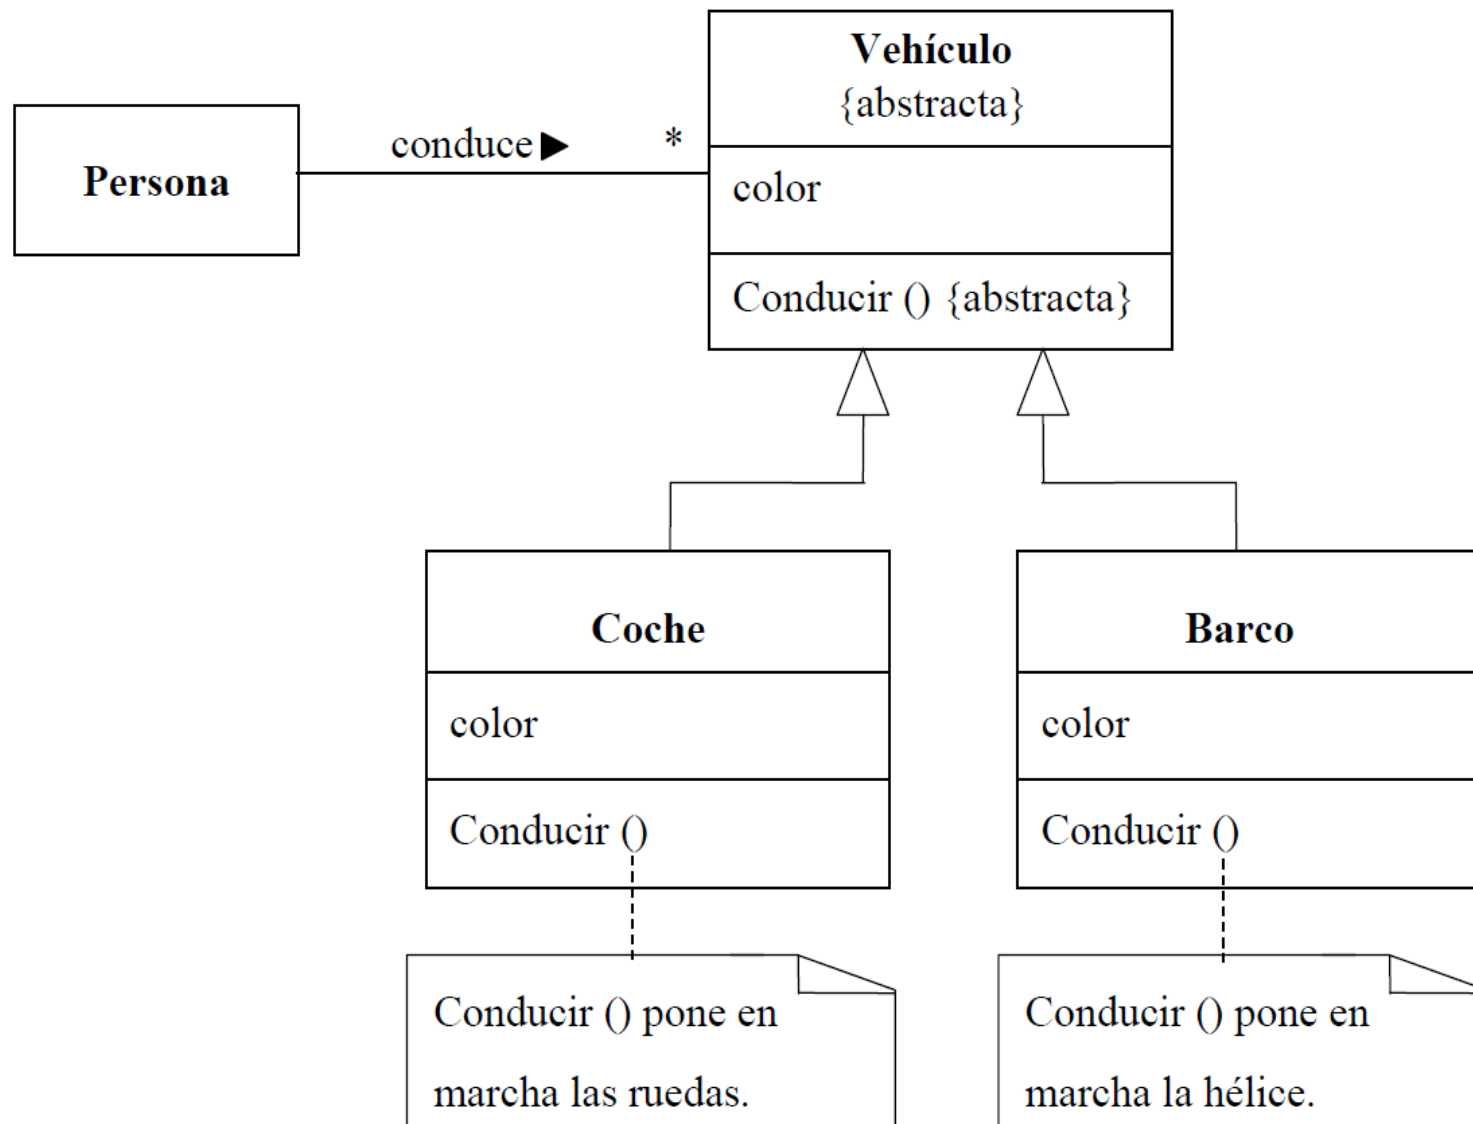 Vehículo
{abstracta}
Persona
conduce ▶
*
color
Conducir () {abstracta}
Coche
Barco
color
color
Conducir ()
Conducir ()
Conducir () pone en
marcha las ruedas.
Conducir () pone en
marcha la hélice.